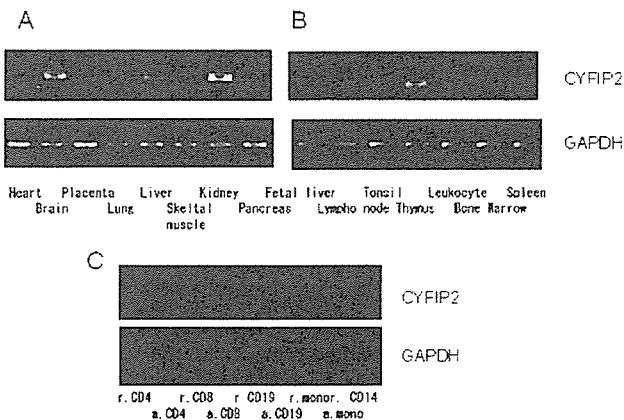 A
B
CYFIP2
GAPDH
Heart Placenta Liver Kidney Fetal liver Tonsil Leukocyte Spleen
Brain Lung Skeltal Pancreas Lympho node Thymus Bone Marrow
muscle
C
CYFIP2
GAPDH
r.CD4 r.CD8 r CD19 r.monor. CD14
a.CD4 a.CD8 a.CD19 a.mono